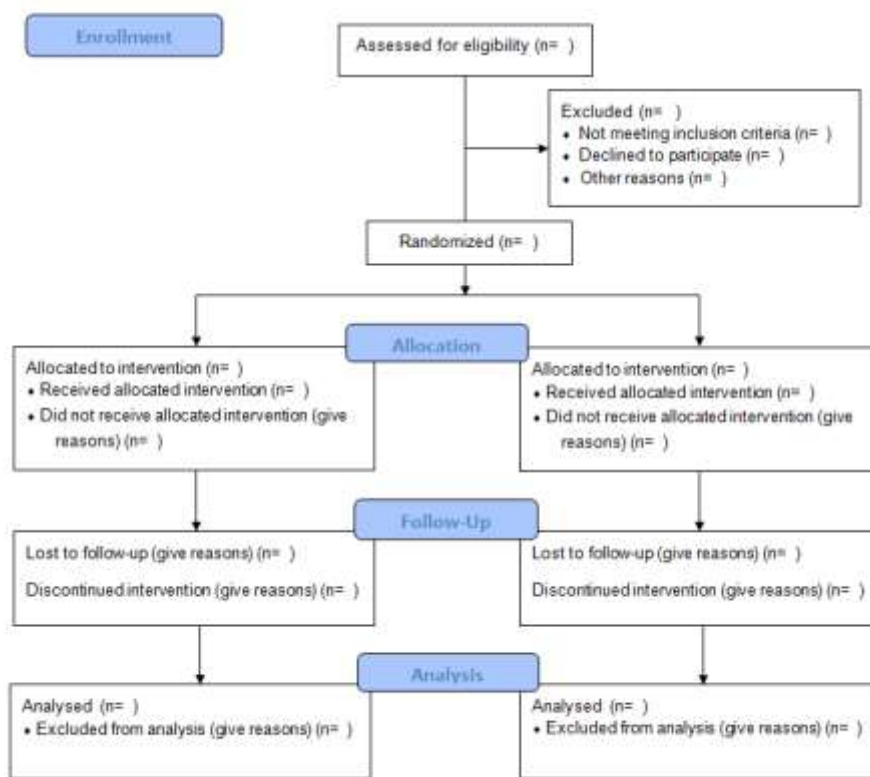 Enrollment
Assessed for eligibility (n= )
Excluded (n= )
• Not meeting inclusion criteria (n= )
• Declined to participate (n= )
• Other reasons (n= )
Randomized (n= )
Allocation
Allocated to intervention (n= )
• Received allocated intervention (n= )
• Did not receive allocated intervention (give
reasons) (n= )
Allocated to intervention (n= )
• Received allocated intervention (n= )
• Did not receive allocated intervention (give
reasons) (n= )
Follow-Up
Lost to follow-up (give reasons) (n= )
Discontinued intervention (give reasons) (n= )
Lost to follow-up (give reasons) (n= )
Discontinued intervention (give reasons) (n= )
Analysis
Analysed (n= )
• Excluded from analysis (give reasons) (n= )
Analysed (n= )
• Excluded from analysis (give reasons) (n= )